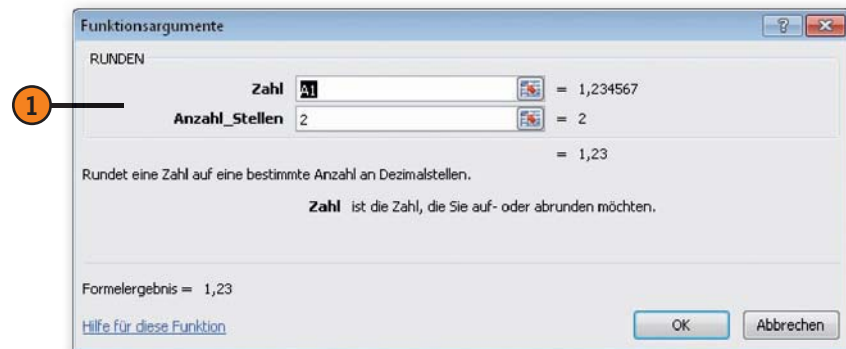 Funktionsargumente
RUNDEN
Zahl A1 = 1,234567
1
Anzahl_Stellen 2 = 2
= 1,23
Rundet eine Zahl auf eine bestimmte Anzahl an Dezimalstellen.
Zahl ist die Zahl, die Sie auf- oder abrunden möchten.
Formelergebnis = 1,23
Hilfe für diese Funktion OK Abbrechen